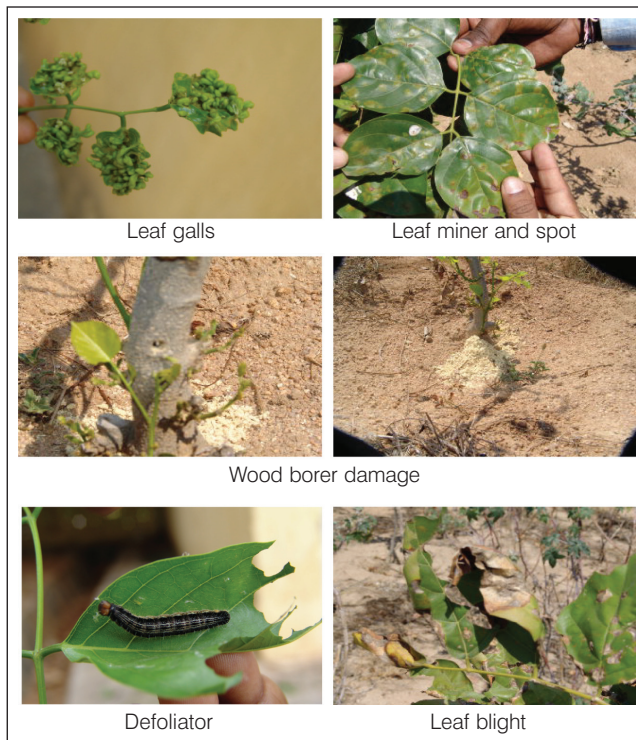 Leaf galls
Leaf miner and spot
Wood borer damage
Defoliator
Leaf blight